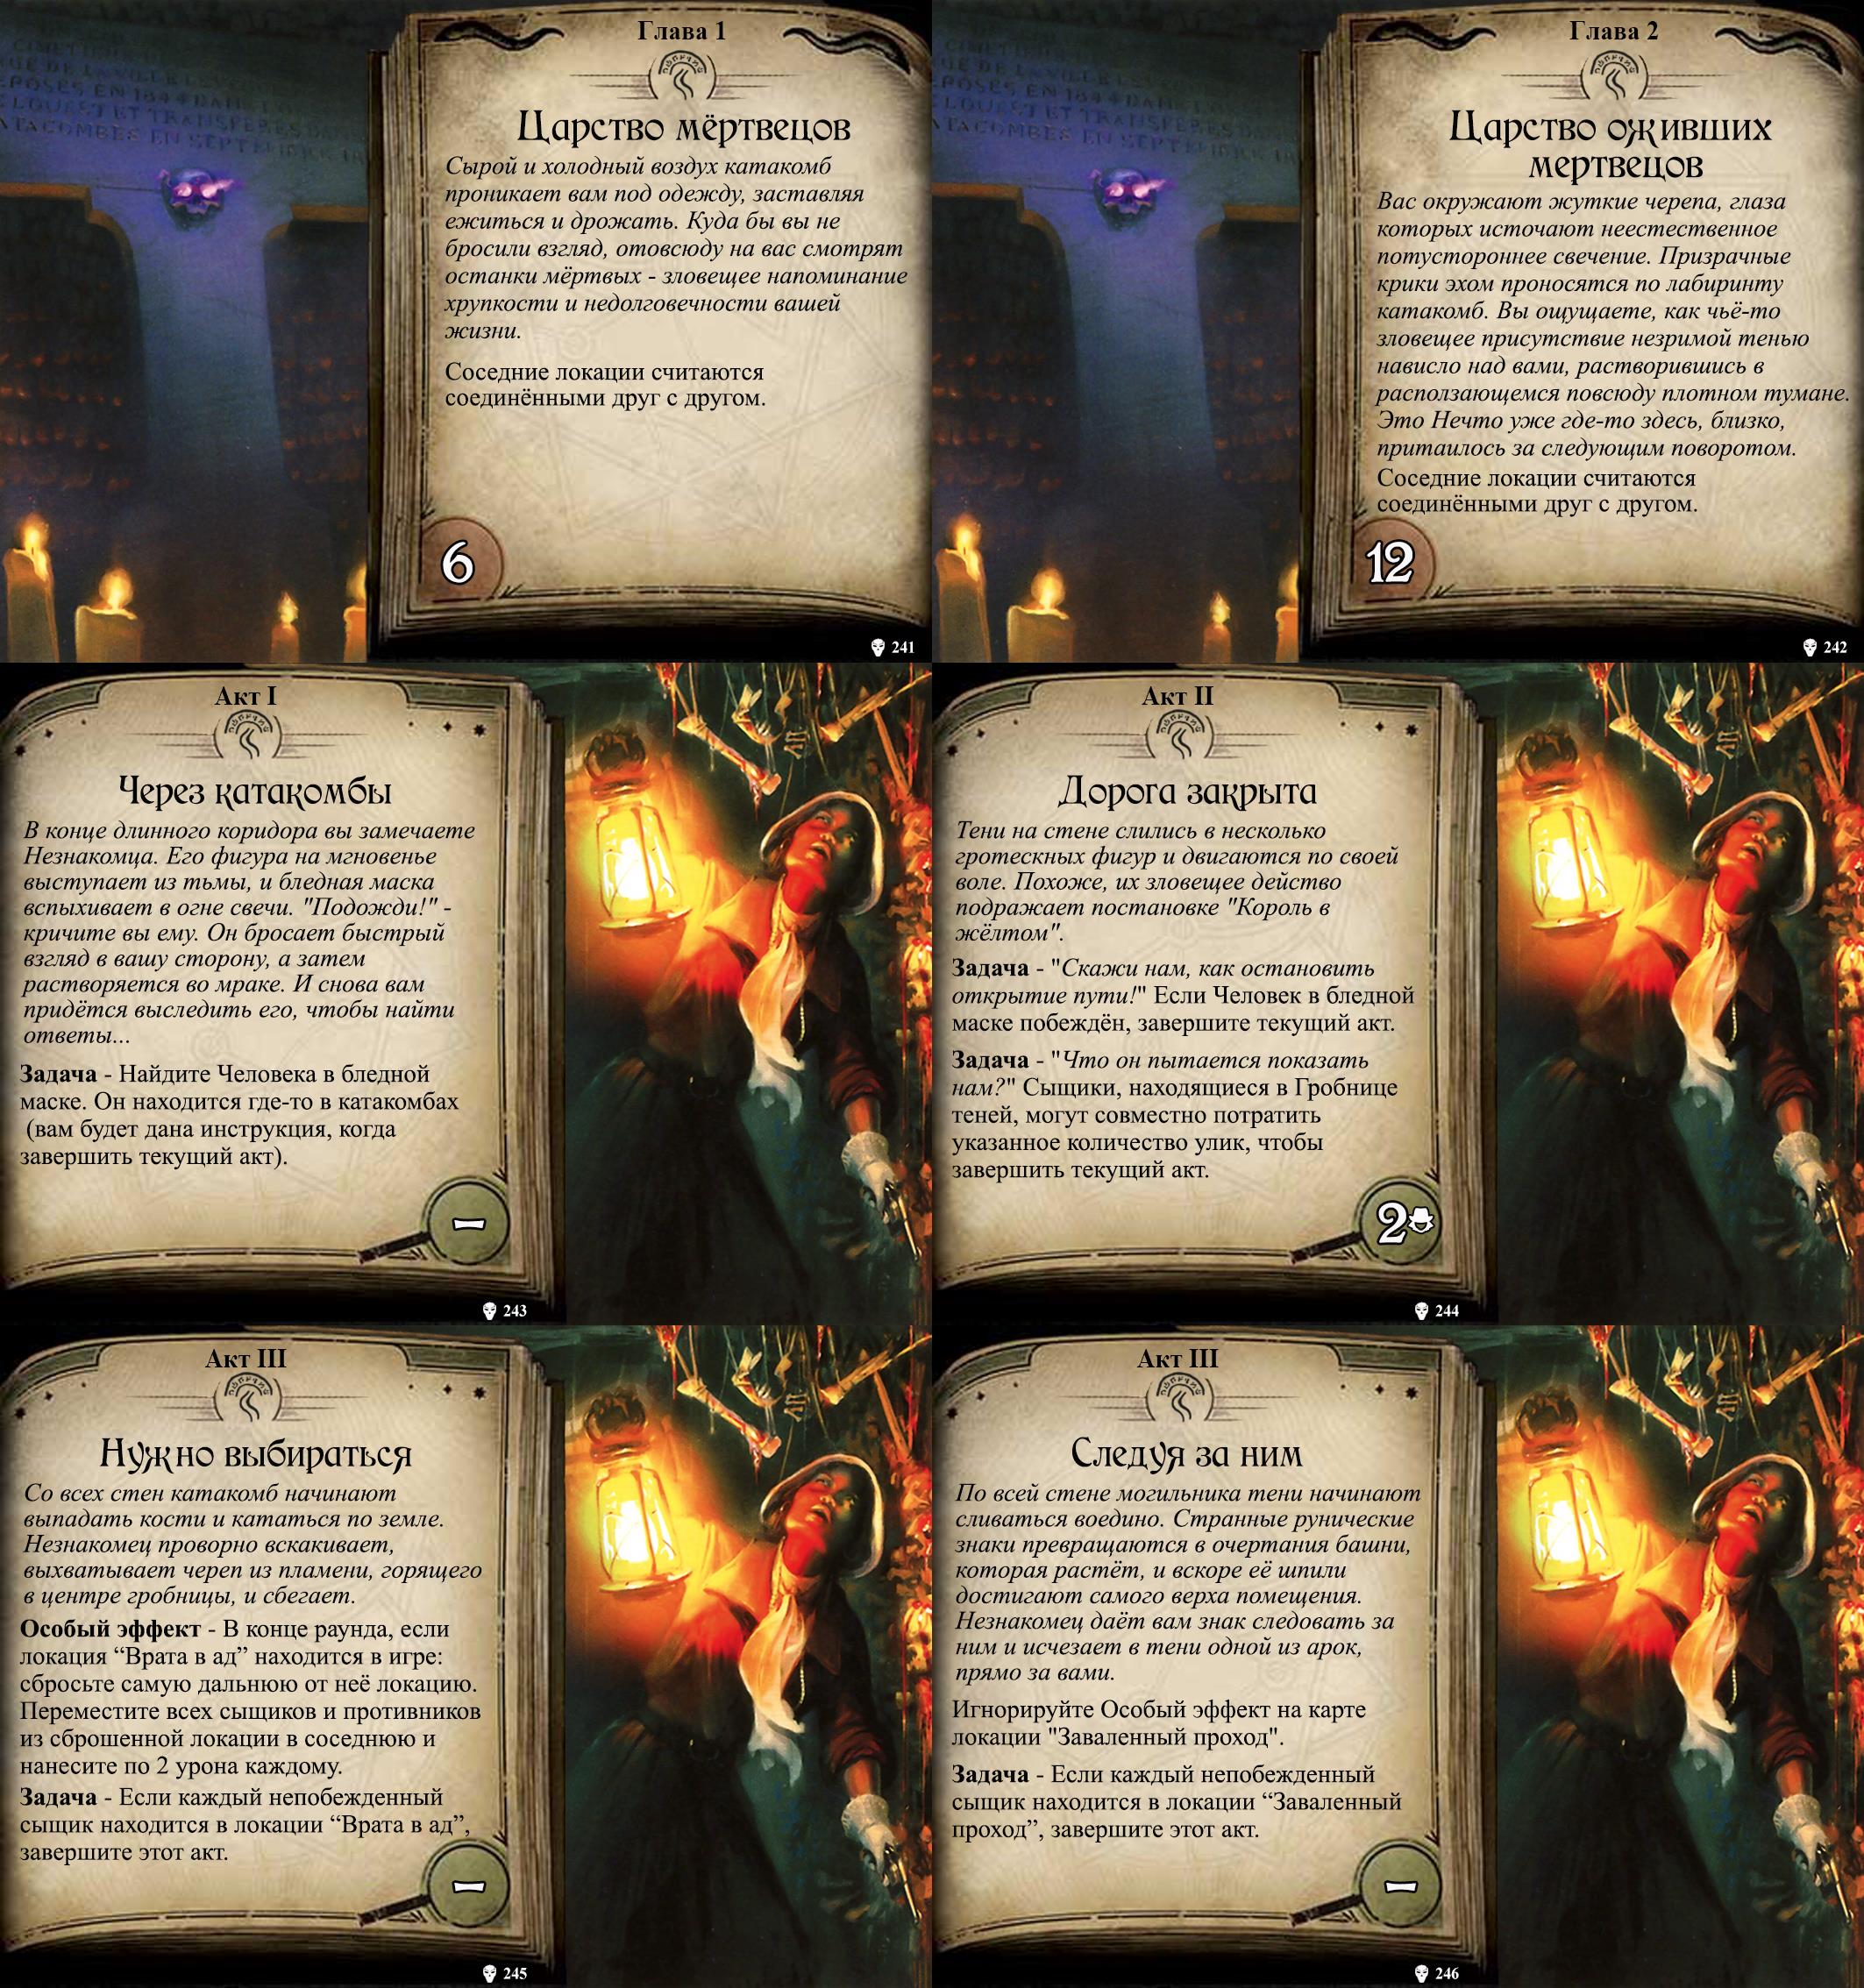 Глава 1
Царство мёртвецов
Сырой и холодный воздух катакомб
проникает вам под одежду, заставляя
ежиться и дрожать. Куда бы вы не
бросили взгляд, отовсюду на вас смотрят
останки мёртвых - зловещее напоминание
хрупкости и недолговечности вашей
жизни.
Соседние локации считаются
соединёнными друг с другом.
6
241
Глава 2
Царство оживших
мертвецов
Вас окружают жуткие черепа, глаза
которых источают неестественное
потустороннее свечение. Призрачные
крики эхом проносятся по лабиринту
катакомб. Вы ощущаете, как чьё-то
зловещее присутствие незримой тенью
нависло над вами, растворившись в
расползающемся повсюду плотном тумане.
Это Нечто уже где-то здесь, близко,
притаилось за следующим поворотом.
Соседние локации считаются
соединёнными друг с другом.
12
242
Акт I
Через катакомбы
В конце длинного коридора вы замечаете
Незнакомца. Его фигура на мгновенье
выступает из тьмы, и бледная маска
вспыхивает в огне свечи. "Подожди!" -
кричите вы ему. Он бросает быстрый
взгляд в вашу сторону, а затем
растворяется во мраке. И снова вам
придётся выследить его, чтобы найти
ответы...
Задача - Найдите Человека в бледной
маске. Он находится где-то в катакомбах
(вам будет дана инструкция, когда
завершить текущий акт).
-
243
Акт II
Дорога закрыта
Тени на стене слились в несколько
гротескных фигур и двигаются по своей
воле. Похоже, их зловещее действо
подражает постановке "Король в
жёлтом".
Задача - "Скажи нам, как остановить
открытие пути!" Если Человек в бледной
маске побеждён, завершите текущий акт.
Задача - "Что он пытается показать
нам?" Сыщики, находящиеся в Гробнице
теней, могут совместно потратить
указанное количество улик, чтобы
завершить текущий акт.
2
244
Акт III
Нужно выбираться
Со всех стен катакомб начинают
выпадать кости и кататься по земле.
Незнакомец проворно вскакивает,
выхватывает череп из пламени, горящего
в центре гробницы, и сбегает.
Особый эффект - В конце раунда, если
локация “Врата в ад” находится в игре:
сбросьте самую дальнюю от неё локацию.
Переместите всех сыщиков и противников
из сброшенной локации в соседнюю и
нанесите по 2 урона каждому.
Задача - Если каждый непобежденный
сыщик находится в локации “Врата в ад”,
завершите этот акт.
-
245
Акт III
Следуя за ним
По всей стене могильника тени начинают
сливаться воедино. Странные рунические
знаки превращаются в очертания башни,
которая растёт, и вскоре её шпили
достигают самого верха помещения.
Незнакомец даёт вам знак следовать за
ним и исчезает в тени одной из арок,
прямо за вами.
Игнорируйте Особый эффект на карте
локации "Заваленный проход".
Задача - Если каждый непобежденный
сыщик находится в локации “Заваленный
проход”, завершите этот акт.
-
246